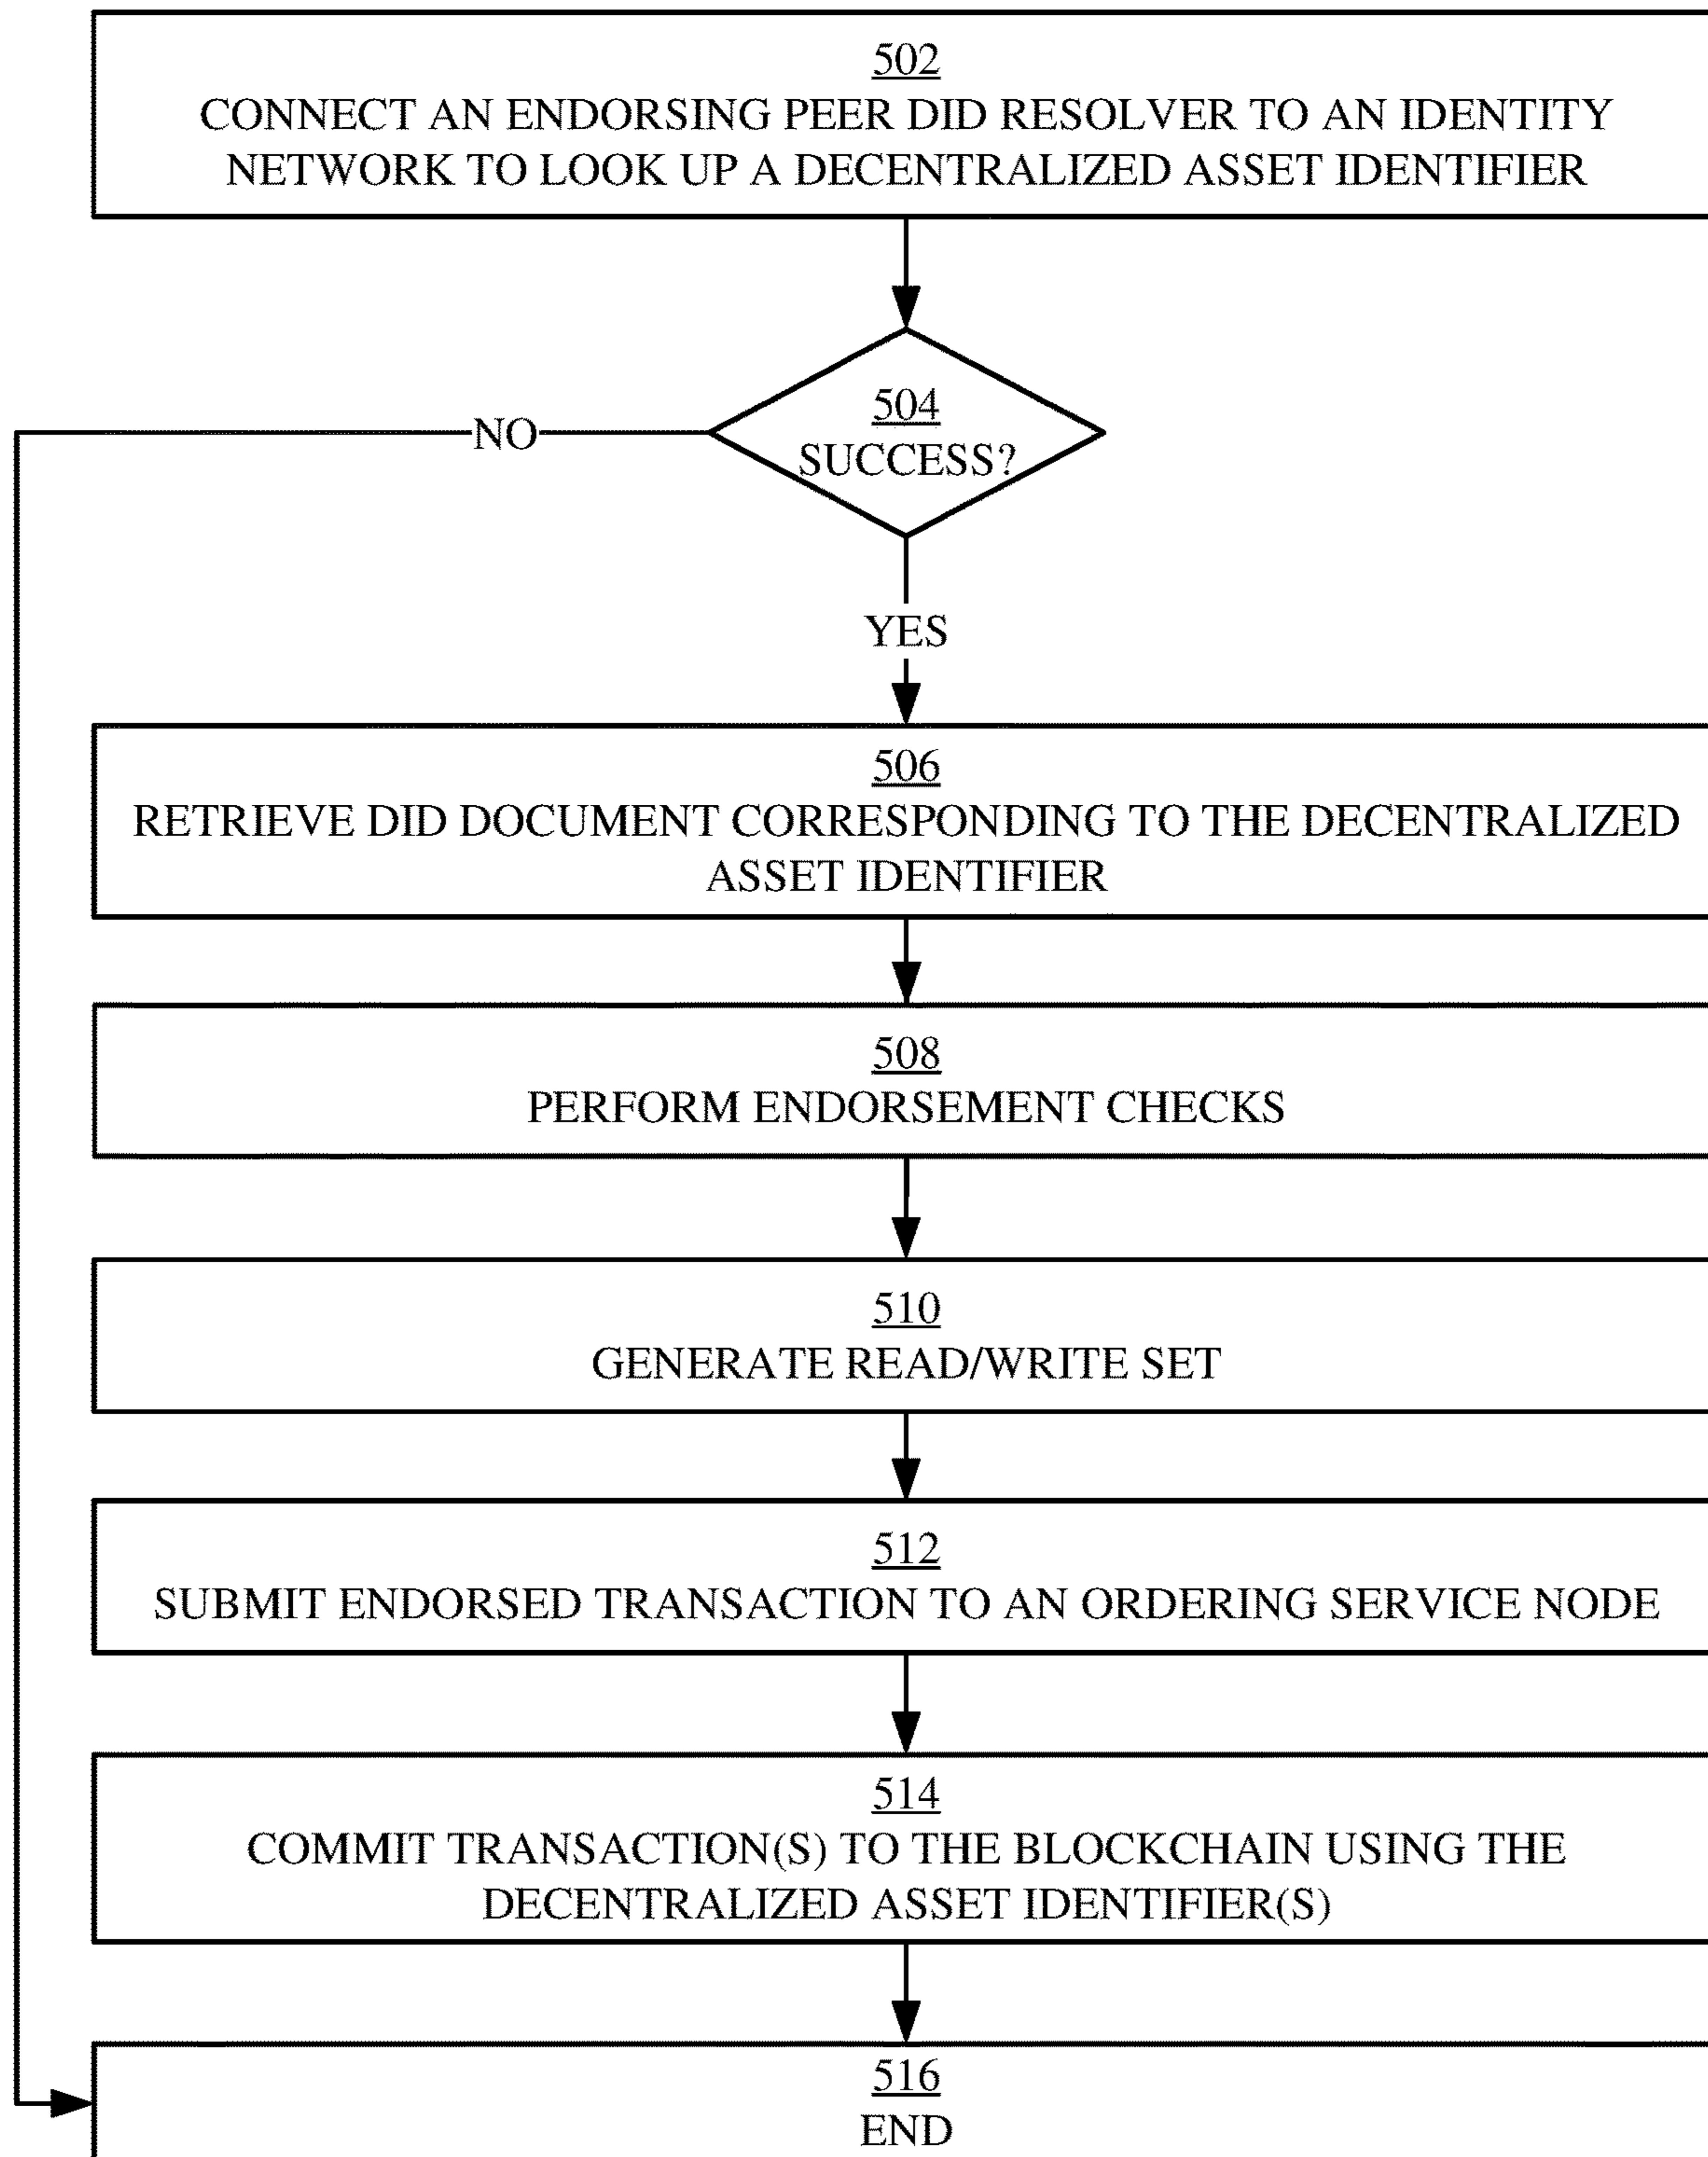 502
CONNECT AN ENDORSING PEER DID RESOLVER TO AN IDENTITY
NETWORK TO LOOK UP A DECENTRALIZED ASSET IDENTIFIER
504
SUCCESS?
NO
YES
506
RETRIEVE DID DOCUMENT CORRESPONDING TO THE DECENTRALIZED
ASSET IDENTIFIER
508
PERFORM ENDORSEMENT CHECKS
510
GENERATE READ/WRITE SET
512
SUBMIT ENDORSED TRANSACTION TO AN ORDERING SERVICE NODE
514
COMMIT TRANSACTION(S) TO THE BLOCKCHAIN USING THE
DECENTRALIZED ASSET IDENTIFIER(S)
516
END